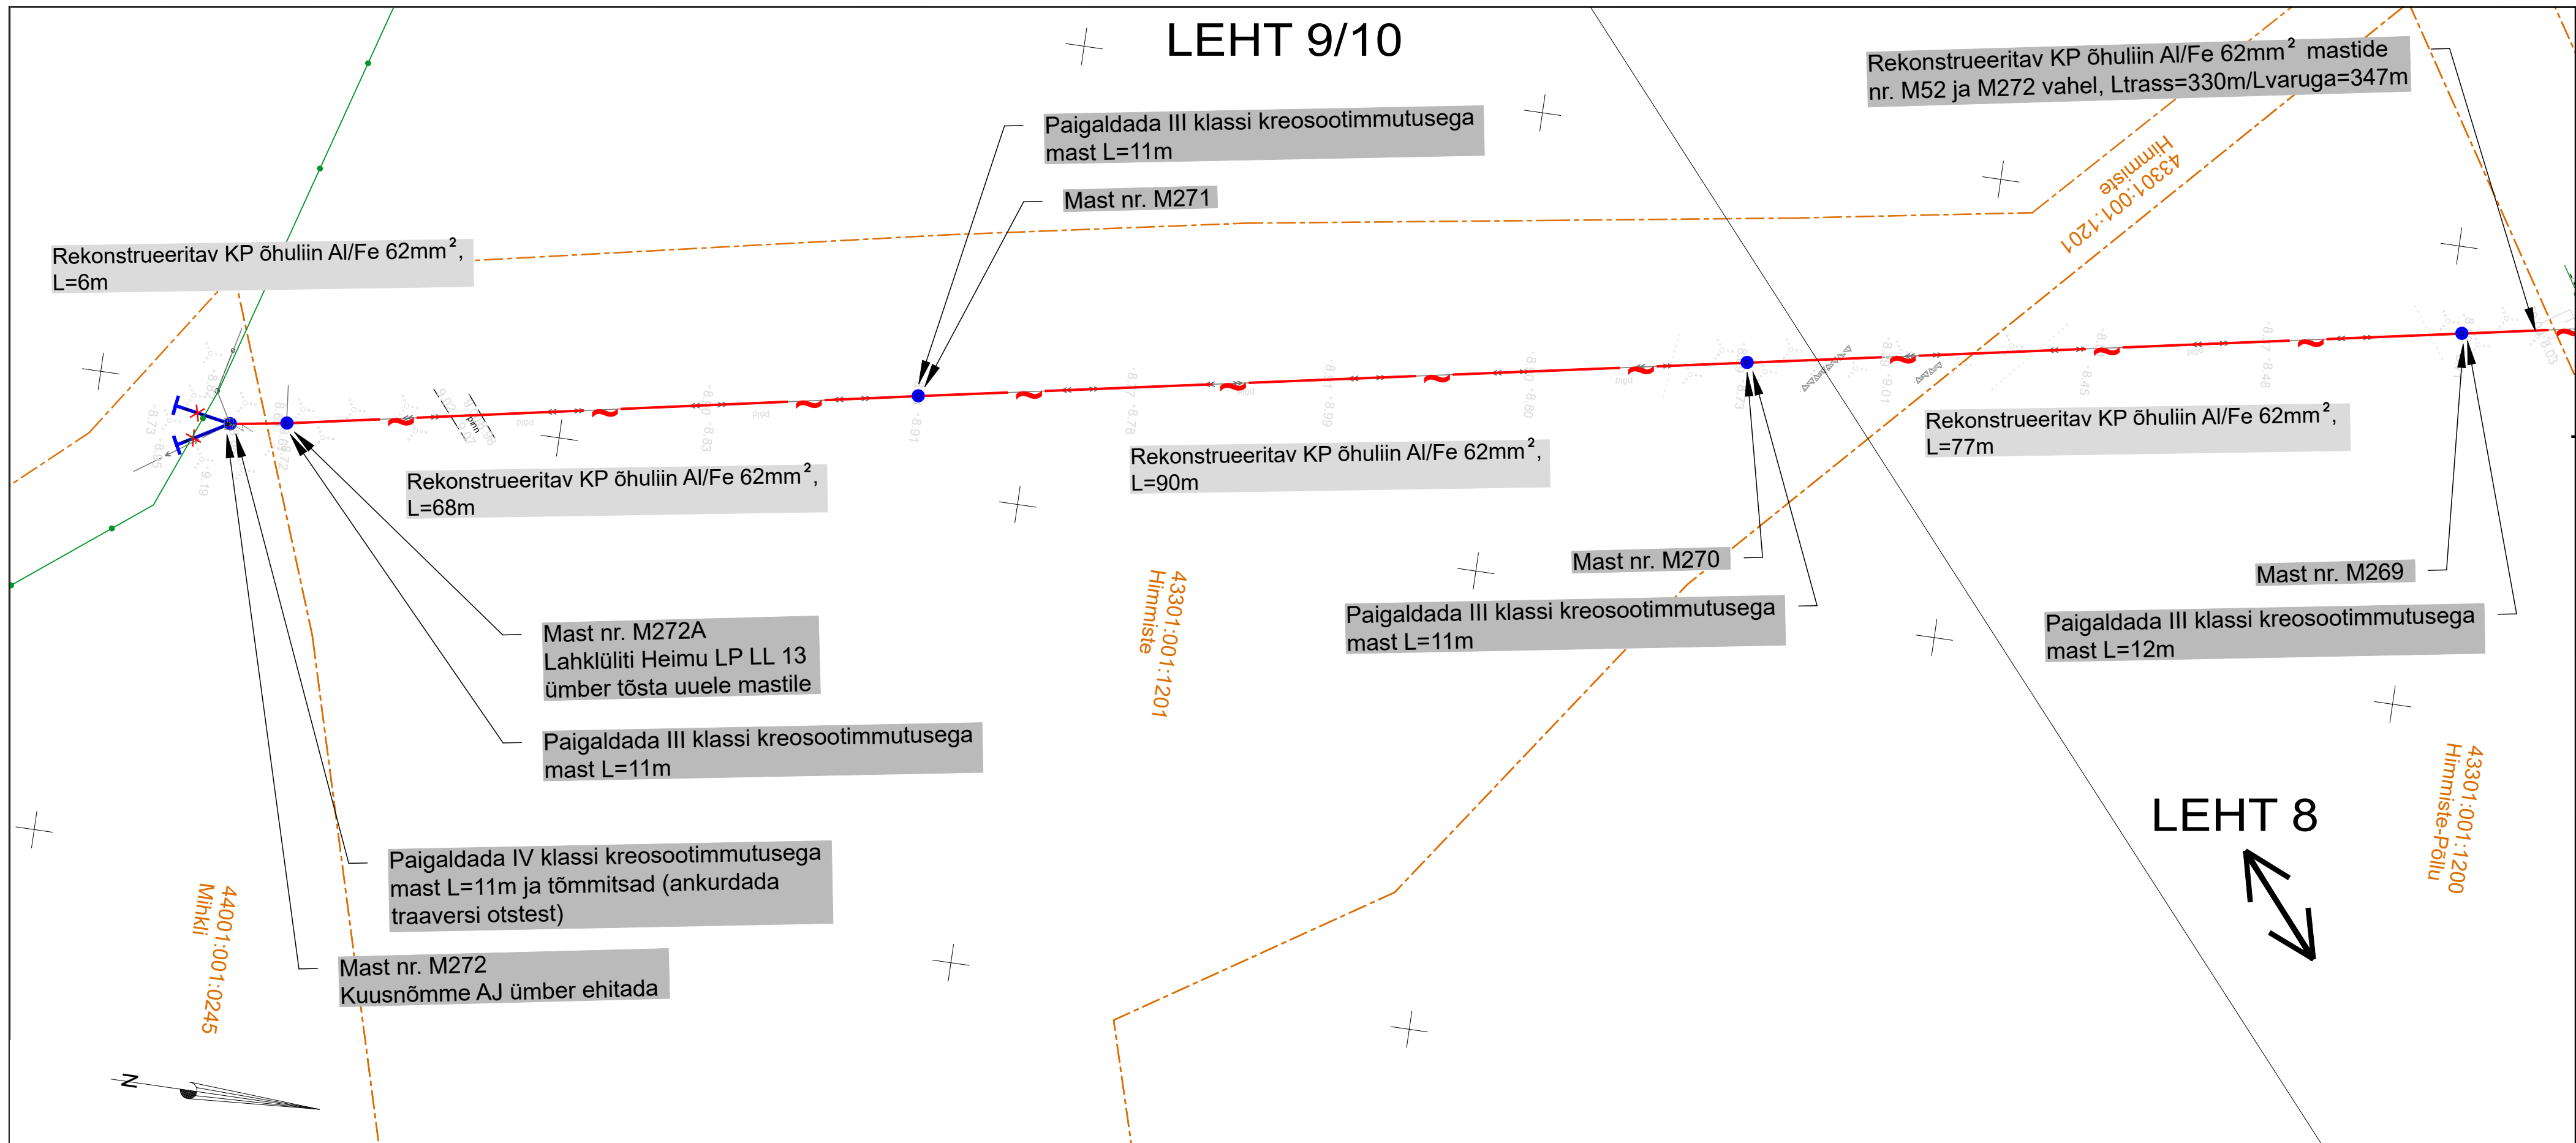 LEHT 9/10
Rekonstrueeritav KP õhuliin Al/Fe 62mm² mastide
nr. M52 ja M272 vahel, Ltrass=330m/Lvaruga=347m
Paigaldada III klassi kreosootimmutusega
mast L=11m
Mast nr. M271
43301:001:1201
Himmiste
Rekonstrueeritav KP õhuliin Al/Fe 62mm²,
L=6m
Rekonstrueeritav KP õhuliin Al/Fe 62mm²,
L=68m
Rekonstrueeritav KP õhuliin Al/Fe 62mm²,
L=90m
Rekonstrueeritav KP õhuliin Al/Fe 62mm²,
L=77m
pinn
Mast nr. M270
Paigaldada III klassi kreosootimmutusega
mast L=11m
Mast nr. M269
Paigaldada III klassi kreosootimmutusega
mast L=12m
43301:001:1201
Himmiste
Mast nr. M272A
Lahklüliti Heimu LP LL 13
ümber tõsta uuele mastile
Paigaldada III klassi kreosootimmutusega
mast L=11m
Paigaldada IV klassi kreosootimmutusega
mast L=11m ja tõmmitsad (ankurdada
traaversi otstest)
Mast nr. M272
Kuusnõmme AJ ümber ehitada
44001:001:0245
Mihkli
43301:001:1200
Himmiste-Põllu
LEHT 8
N